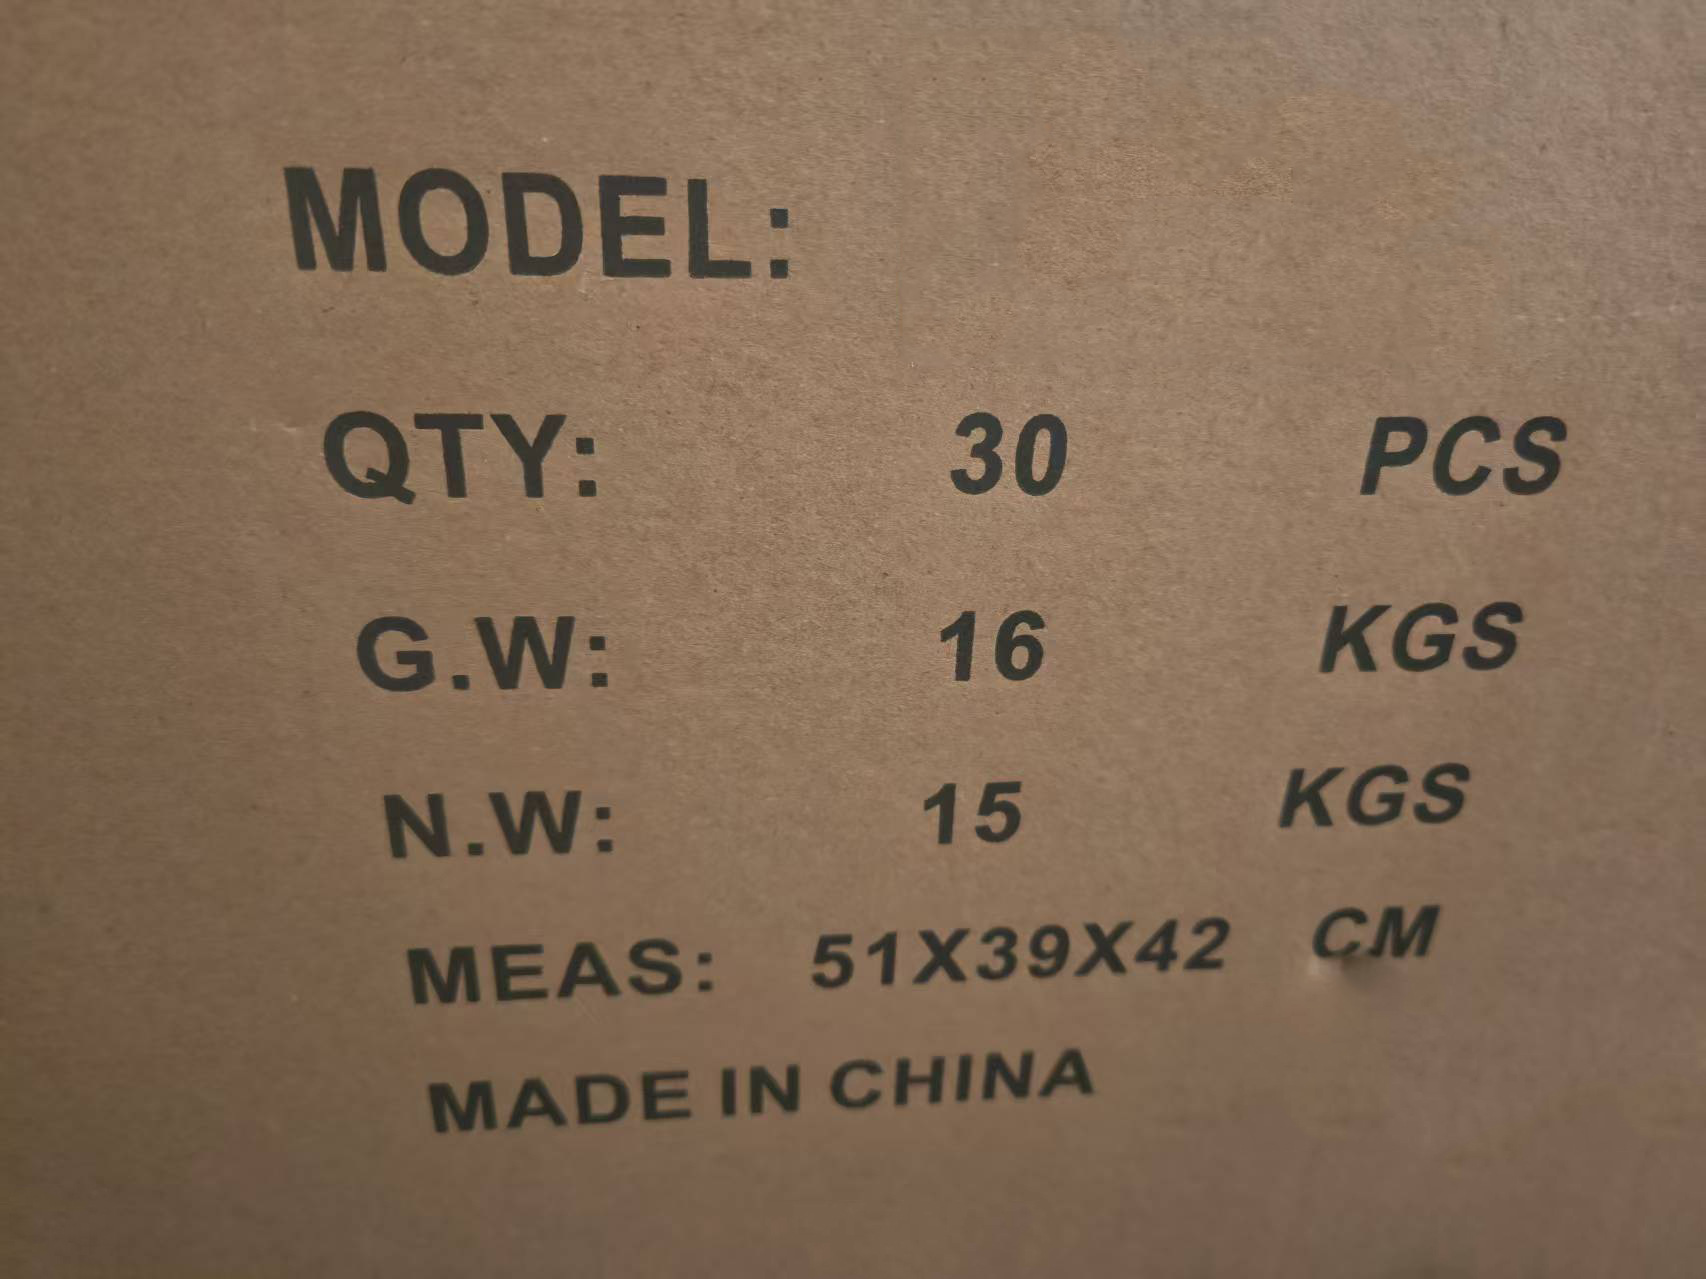 MODEL:
QTY: 30 PCS
G.W: 16 KGS
N.W: 15 KGS
MEAS: 51X39X42 CM
MADE IN CHINA